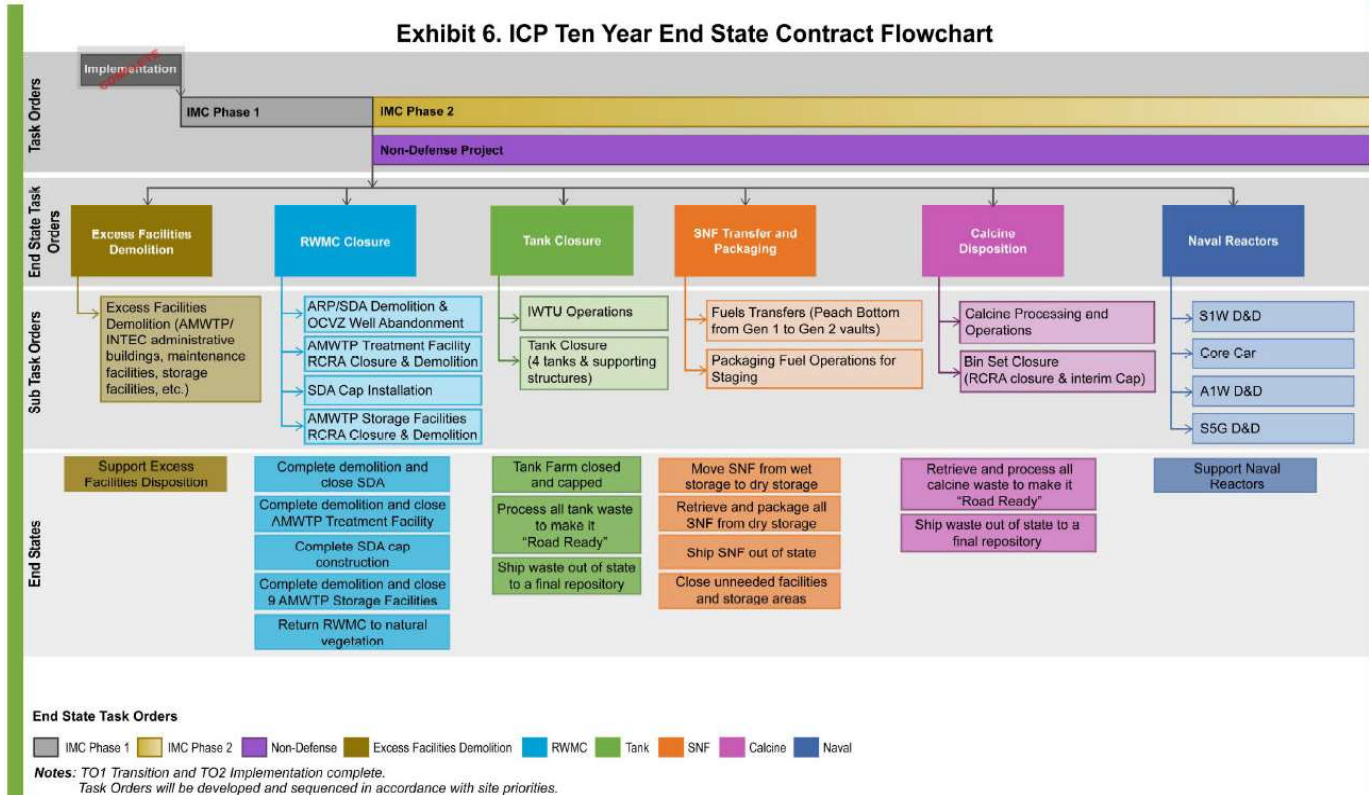 Exhibit 6. ICP Ten Year End State Contract Flowchart
Task Orders
Implementation
COMPLETE
IMC Phase 1
IMC Phase 2
Non-Defense Project
End State Task
Orders
Excess Facilities
Demolition
RWMC Closure
Tank Closure
SNF Transfer and
Packaging
Calcine
Disposition
Naval Reactors
Sub Task Orders
Excess Facilities
Demolition (AMWTP/
INTEC administrative
buildings, maintenance
facilities, storage
facilities, etc.)
ARP/SDA Demolition &
OCVZ Well Abandonment
AMWTP Treatment Facility
RCRA Closure & Demolition
SDA Cap Installation
AMWTP Storage Facilities
RCRA Closure & Demolition
IWTU Operations
Tank Closure
(4 tanks & supporting
structures)
Fuels Transfers (Peach Bottom
from Gen 1 to Gen 2 vaults)
Packaging Fuel Operations for
Staging
Calcine Processing and
Operations
Bin Set Closure
(RCRA closure & interim Cap)
S1W D&D
Core Car
A1W D&D
S5G D&D
End States
Support Excess
Facilities Disposition
Complete demolition and
close SDA
Complete demolition and close
AMWTP Treatment Facility
Complete SDA cap
construction
Complete demolition and close
9 AMWTP Storage Facilities
Return RWMC to natural
vegetation
Tank Farm closed
and capped
Process all tank waste
to make it
“Road Ready”
Ship waste out of state
to a final repository
Move SNF from wet
storage to dry storage
Retrieve and package all
SNF from dry storage
Ship SNF out of state
Close unneeded facilities
and storage areas
Retrieve and process all
calcine waste to make it
“Road Ready”
Ship waste out of state to a
final repository
Support Naval
Reactors
End State Task Orders
IMC Phase 1 IMC Phase 2 Non-Defense Excess Facilities Demolition RWMC Tank SNF Calcine Naval
Notes: TO1 Transition and TO2 Implementation complete.
Task Orders will be developed and sequenced in accordance with site priorities.